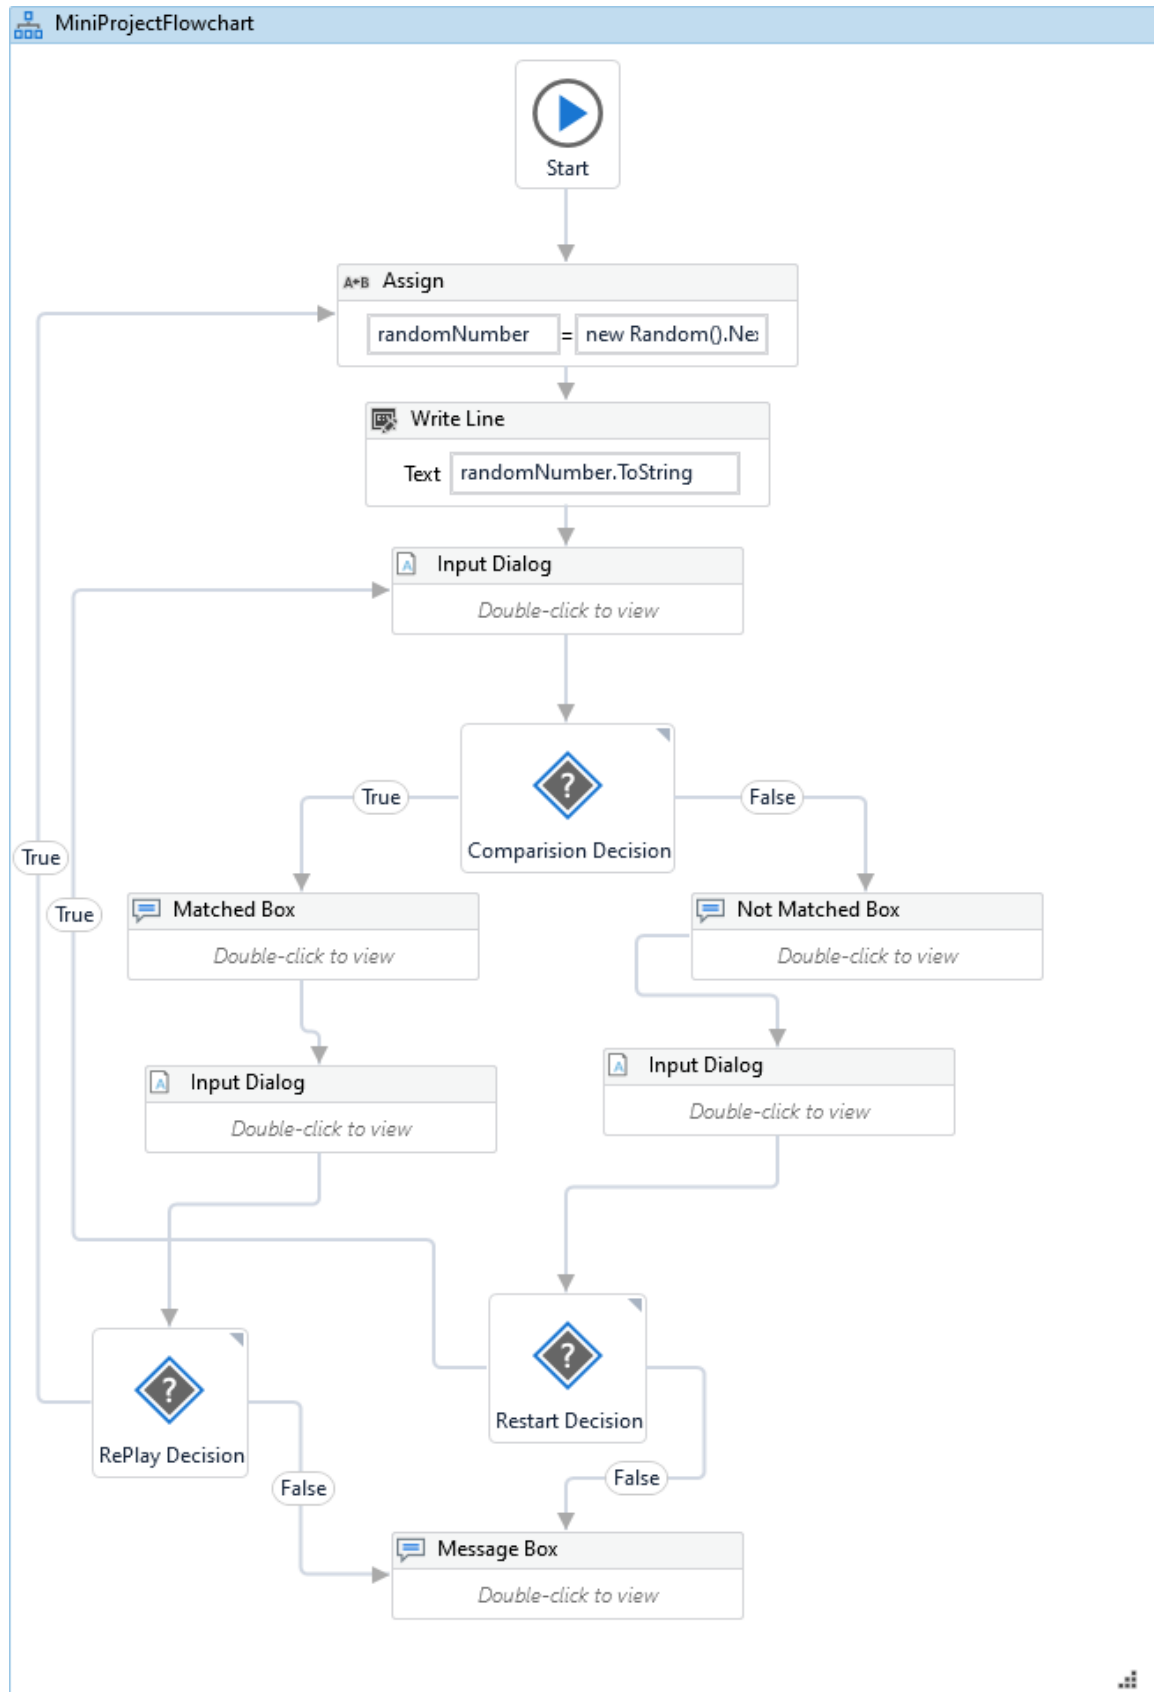 MiniProjectFlowchart
Start
A+B Assign
randomNumber = new Random().Ne
Write Line
Text randomNumber.ToString
Input Dialog
Double-click to view
? Comparision Decision
True
False
True
True
Matched Box
Double-click to view
Not Matched Box
Double-click to view
Input Dialog
Double-click to view
Input Dialog
Double-click to view
? RePlay Decision
? Restart Decision
False
False
Message Box
Double-click to view